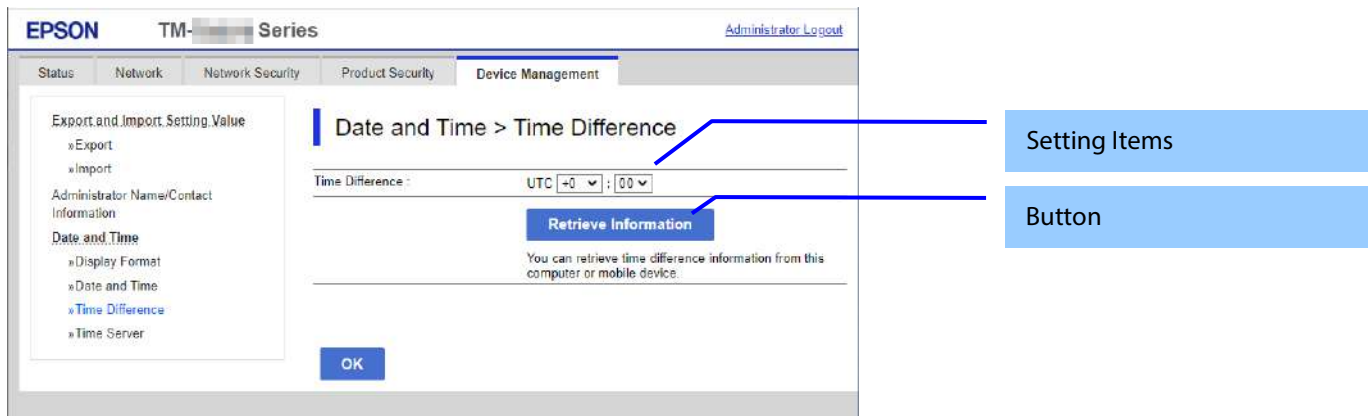 EPSON TM- Series Administrator Logout
Status Network Network Security Product Security Device Management
Export and Import Setting Value
»Export
»Import
Administrator Name/Contact
Information
Date and Time
»Display Format
»Date and Time
»Time Difference
»Time Server
Date and Time > Time Difference
Time Difference : UTC +0 : 00
Retrieve Information
You can retrieve time difference information from this
computer or mobile device.
OK
Setting Items
Button